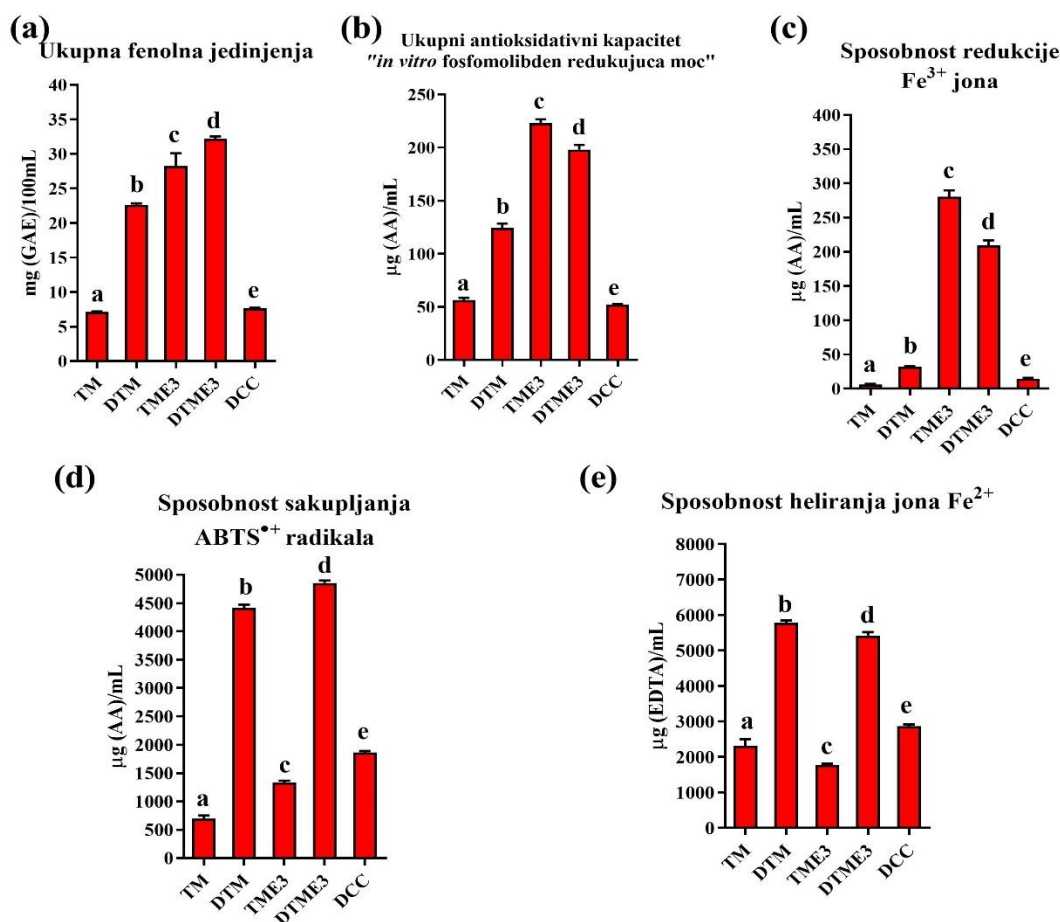 (a)
Ukupna fenolna jedinjenja
mg (GAE)/100mL
40
35
30
25
20
15
10
5
0
a
b
c
d
e
TM
DTM
TME3
DTME3
DCC
(b)
Ukupni antioksidativni kapacitet
"in vitro fosfomolibden redukujuca moc"
µg (AA)/mL
250
200
150
100
50
0
a
b
c
d
e
TM
DTM
TME3
DTME3
DCC
(c)
Sposobnost redukcije
Fe³⁺ jona
µg (AA)/mL
400
350
300
250
200
150
100
50
0
a
b
c
d
e
TM
DTM
TME3
DTME3
DCC
(d)
Sposobnost sakupljanja
ABTS•⁺ radikala
µg (AA)/mL
5000
4500
4000
3500
3000
2500
2000
1500
1000
500
0
a
b
c
d
e
TM
DTM
TME3
DTME3
DCC
(e)
Sposobnost heliranja jona Fe²⁺
µg (EDTA)/mL
8000
7000
6000
5000
4000
3000
2000
1000
0
a
b
c
d
e
TM
DTM
TME3
DTME3
DCC